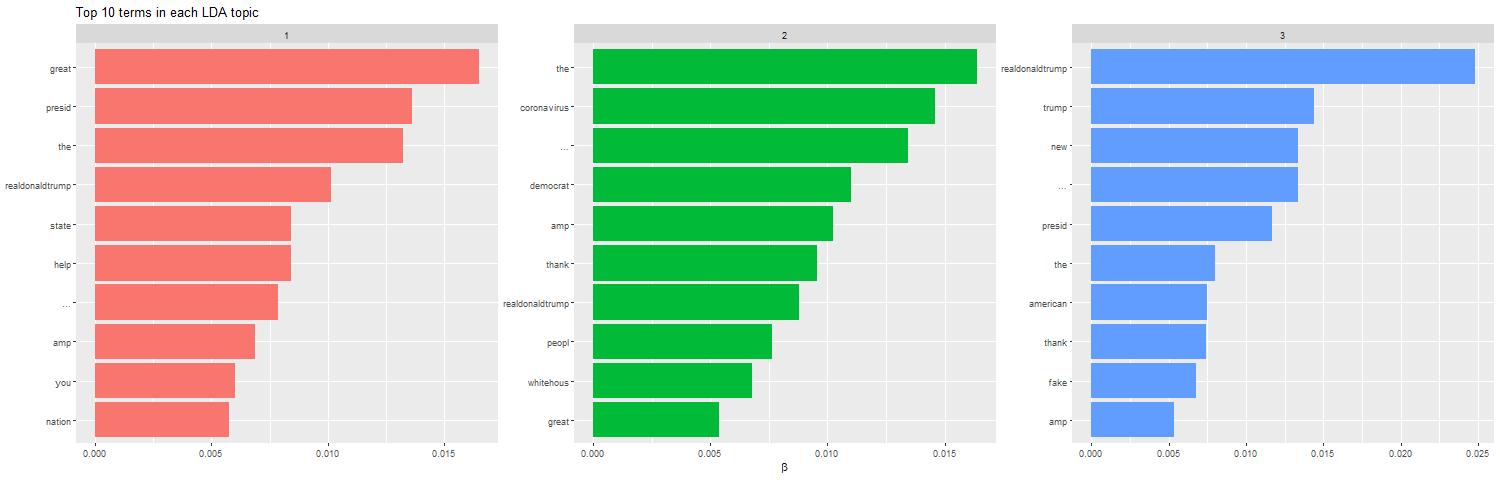 Top 10 terms in each LDA topic
1
great
presid
the
realdonaldtrump
state
help
...
amp
you
nation
0.000 0.005 0.010 0.015
2
the
coronavirus
...
democrat
amp
thank
realdonaldtrump
peopl
whitehous
great
0.000 0.005 0.010 0.015
3
realdonaldtrump
trump
new
...
presid
the
american
thank
fake
amp
0.000 0.005 0.010 0.015 0.020 0.025
β